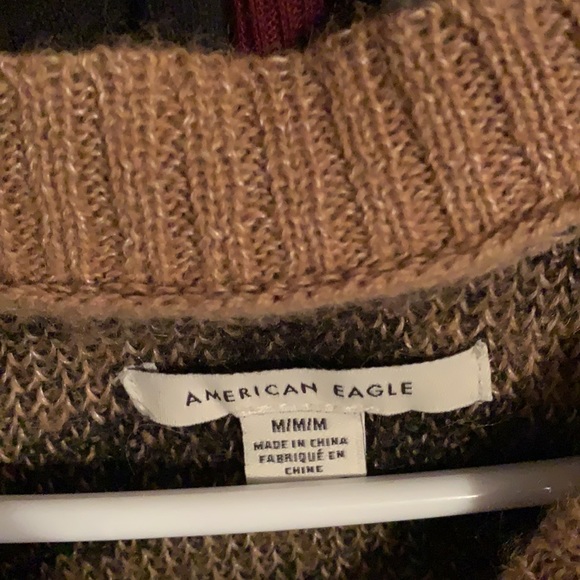 AMERICAN EAGLE
M/M/M
MADE IN CHINA
FABRIQUÉ EN
CHINE